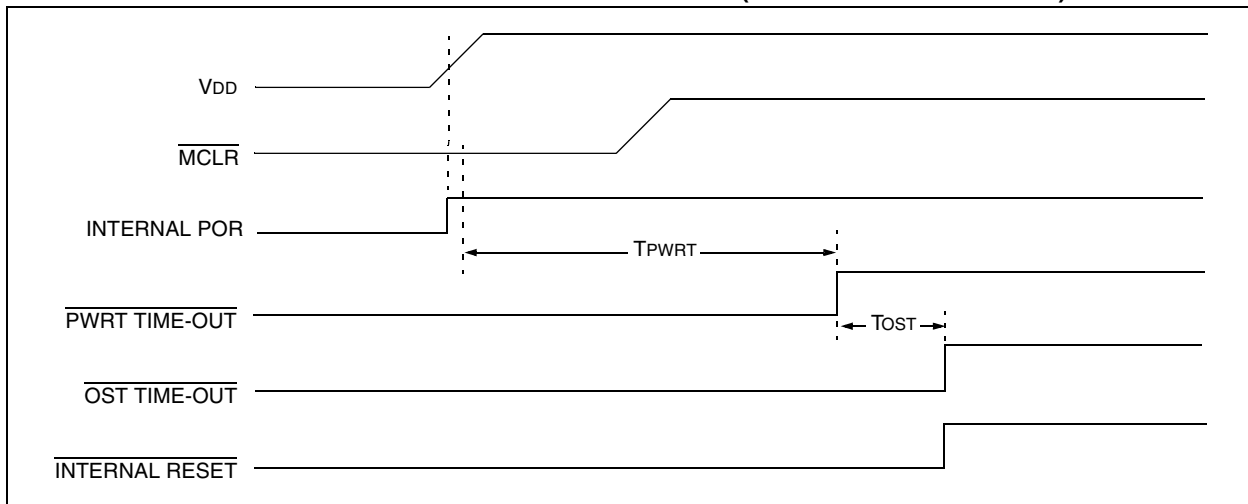 VDD
MCLR
INTERNAL POR
TPWRT
PWRT TIME-OUT
TOST
OST TIME-OUT
INTERNAL RESET